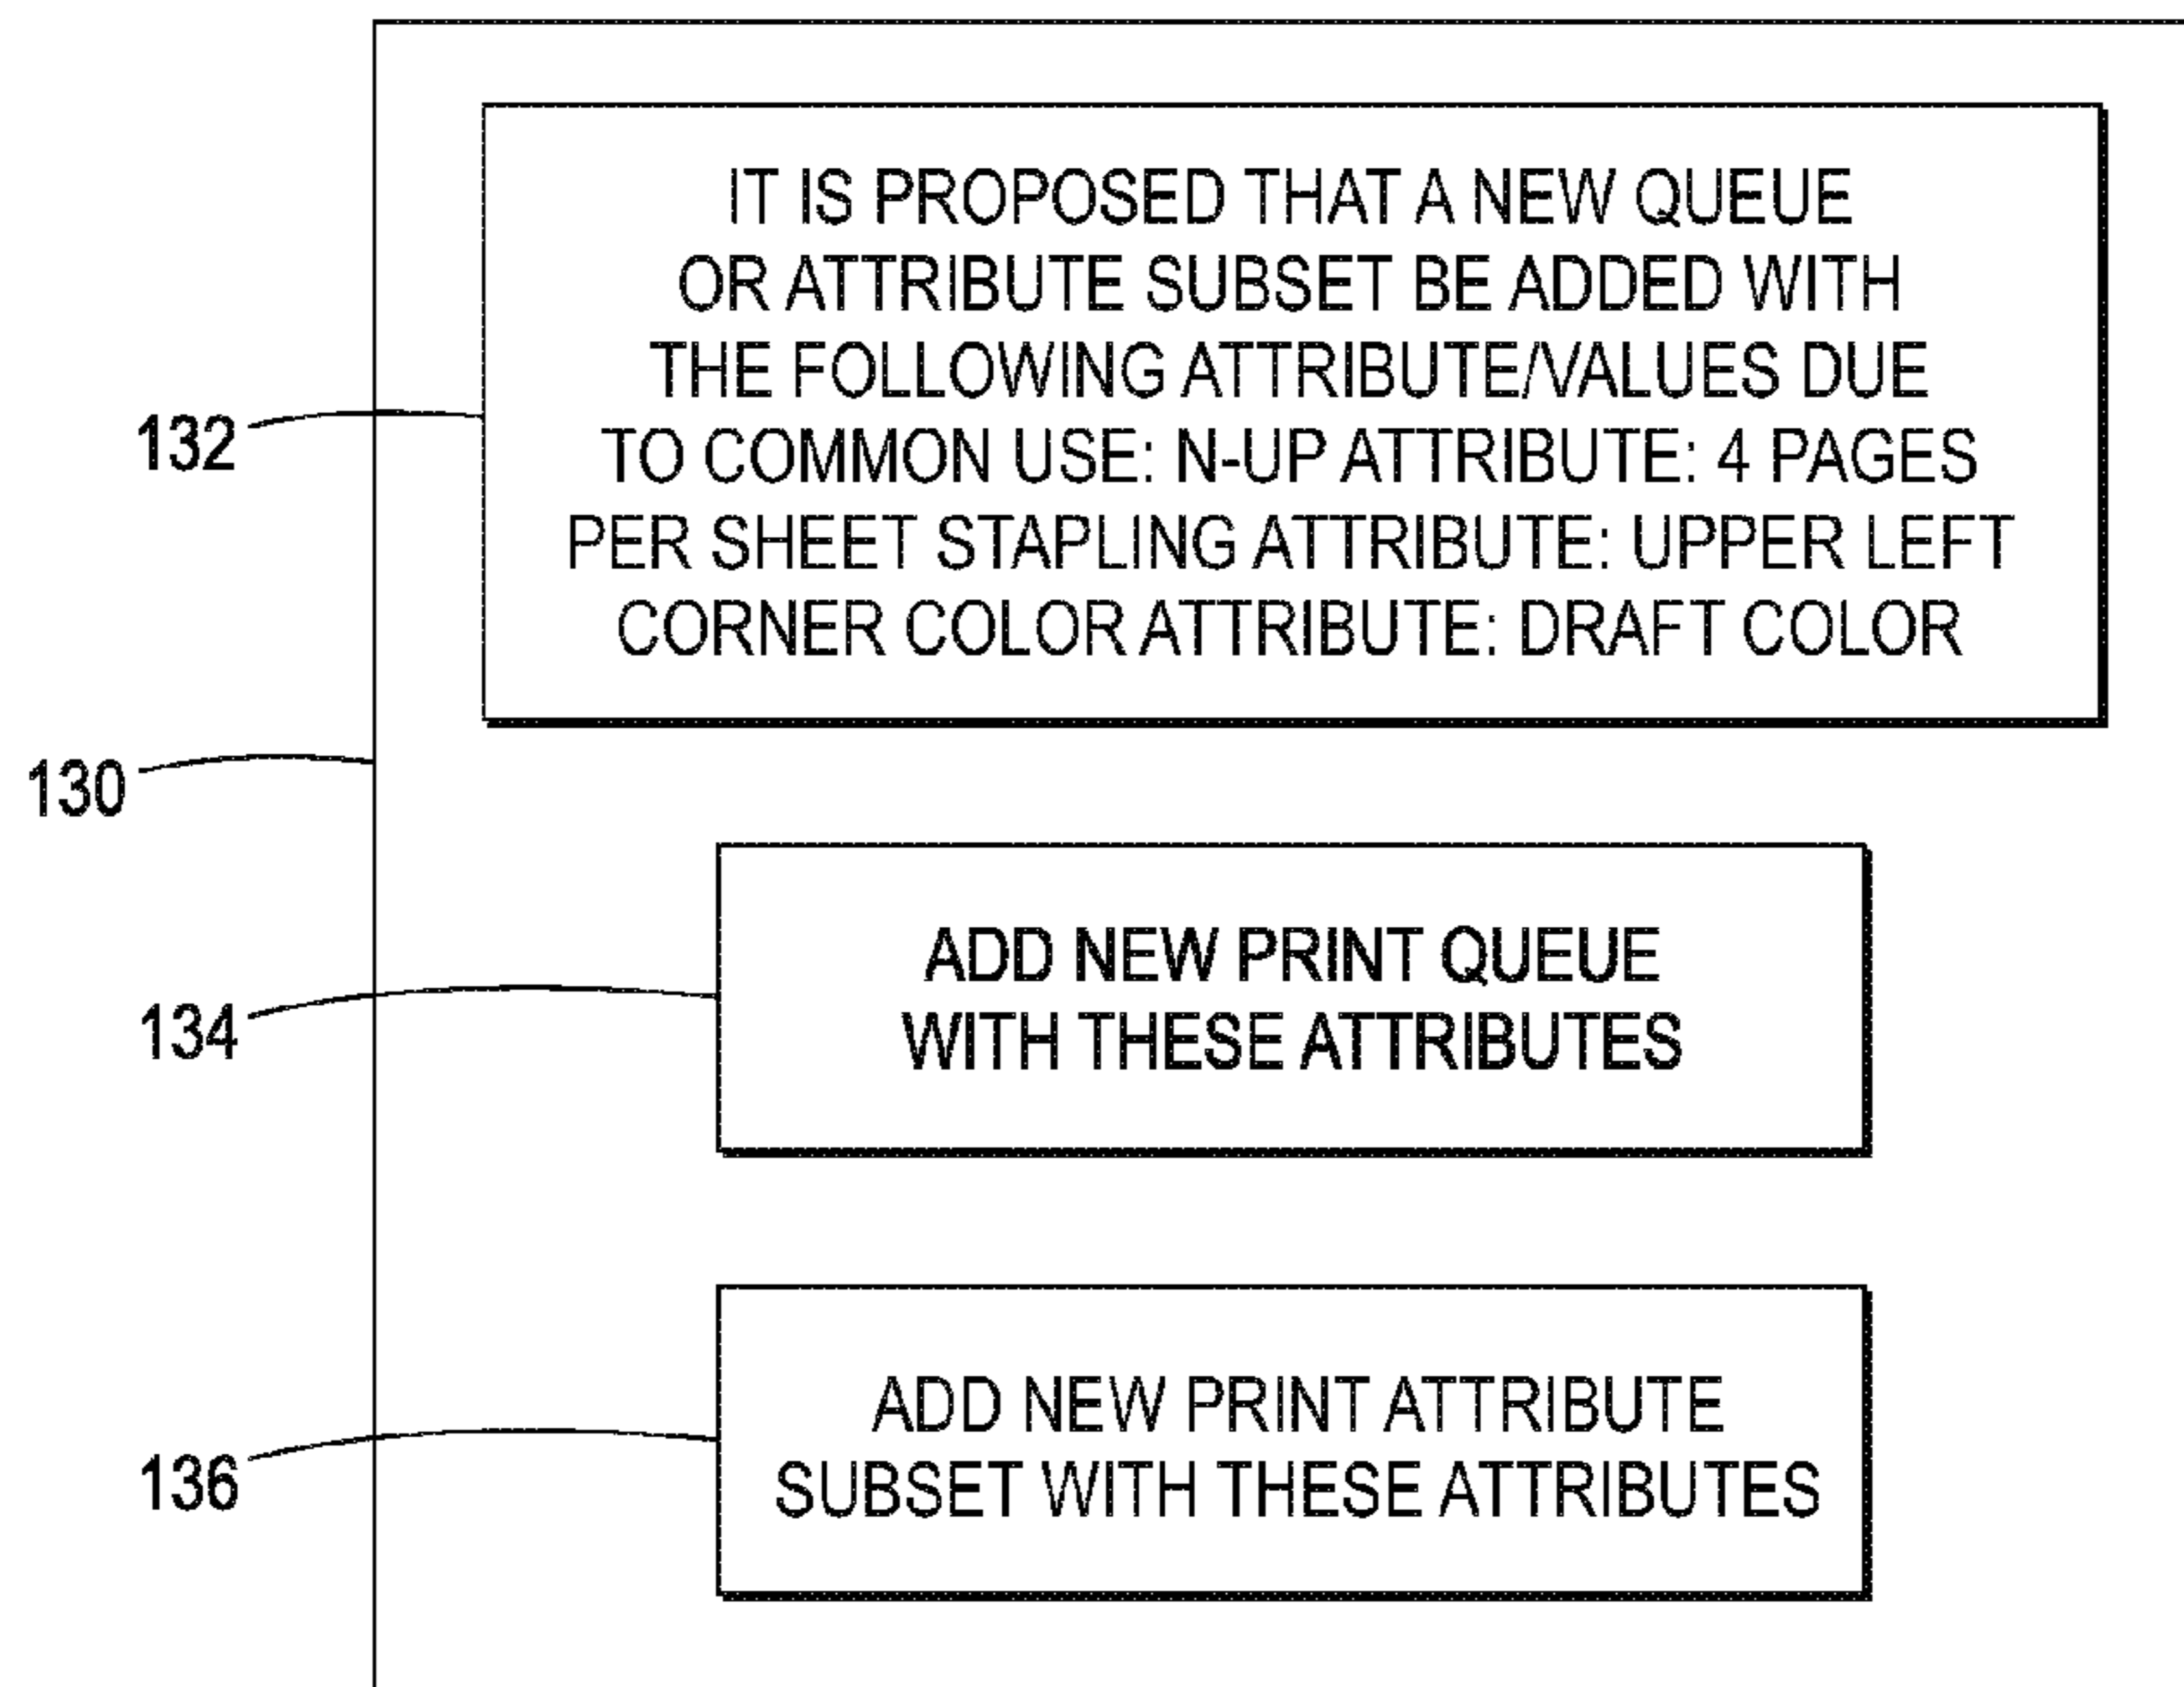 IT IS PROPOSED THAT A NEW QUEUE
OR ATTRIBUTE SUBSET BE ADDED WITH
THE FOLLOWING ATTRIBUTE/VALUES DUE
TO COMMON USE: N-UP ATTRIBUTE: 4 PAGES
PER SHEET STAPLING ATTRIBUTE: UPPER LEFT
CORNER COLOR ATTRIBUTE: DRAFT COLOR
132
130
ADD NEW PRINT QUEUE
WITH THESE ATTRIBUTES
134
ADD NEW PRINT ATTRIBUTE
SUBSET WITH THESE ATTRIBUTES
136